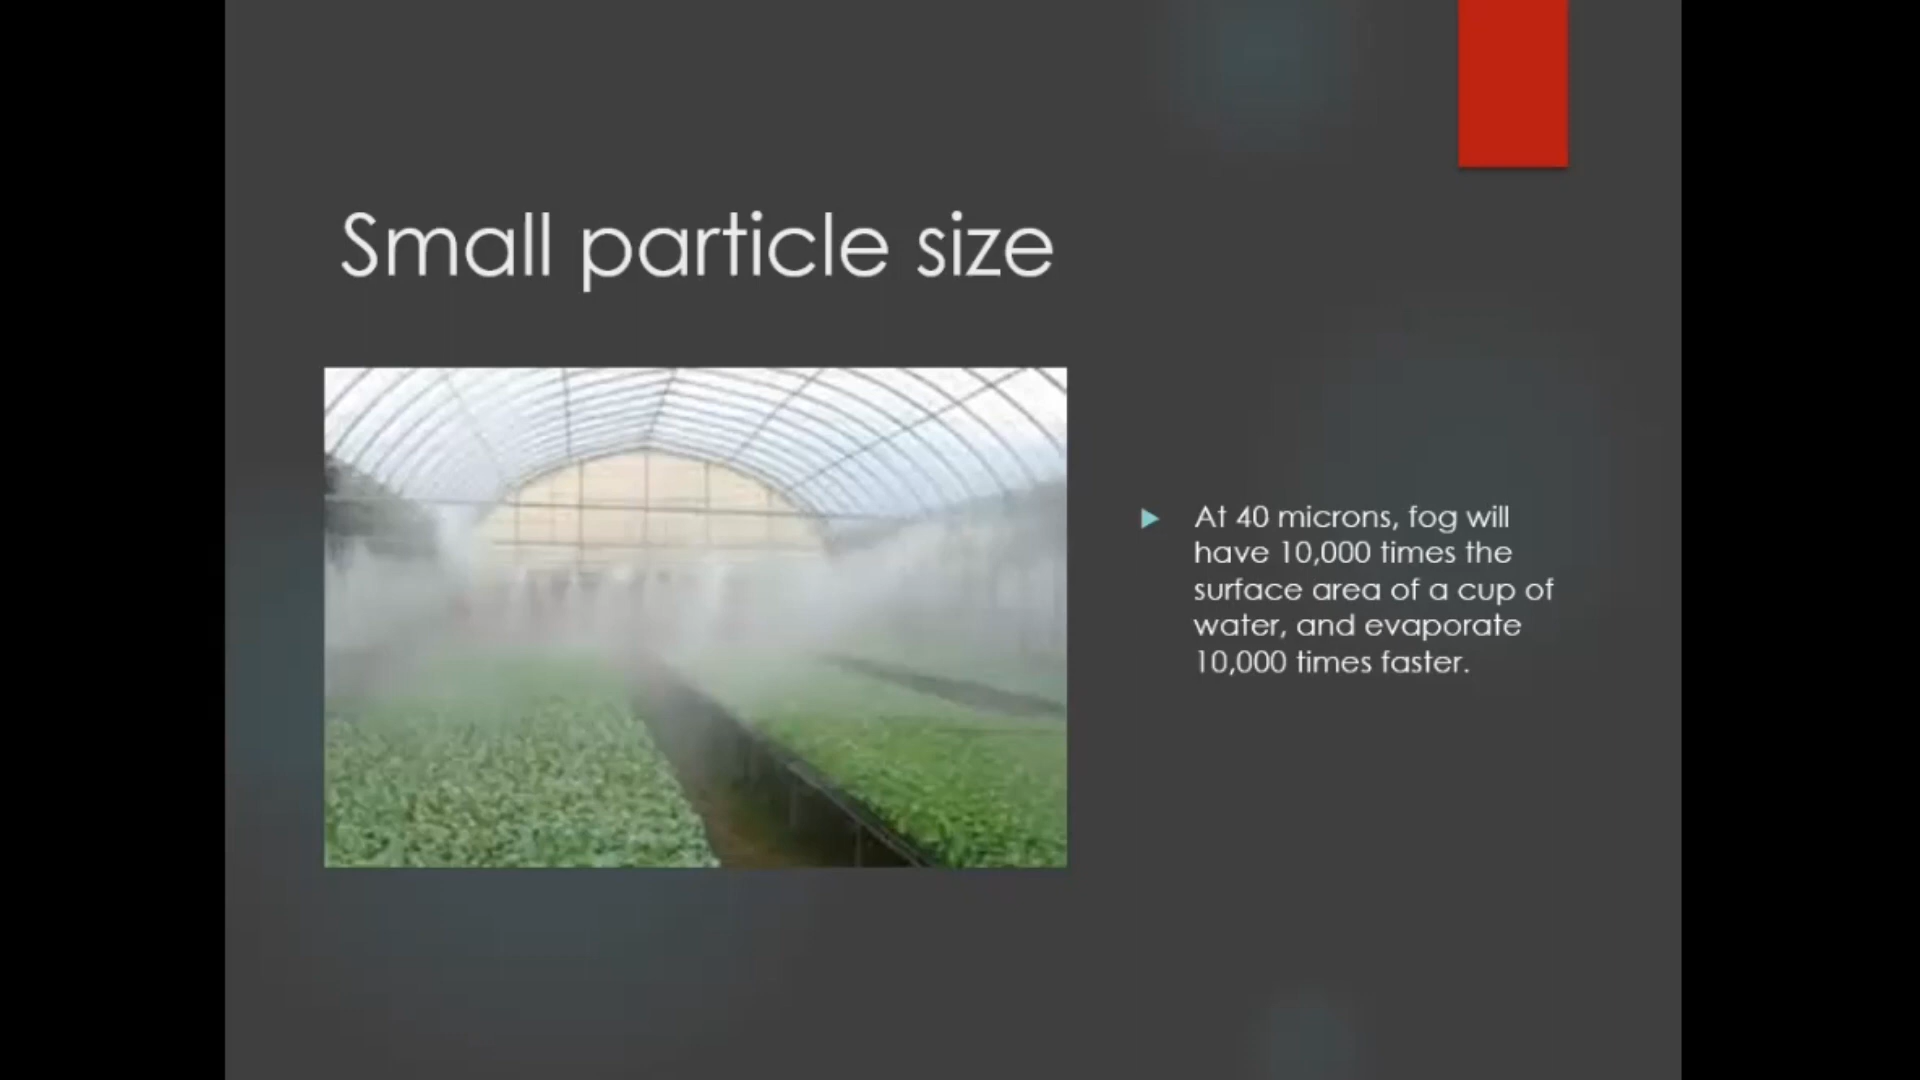 Small particle size
At 40 microns, fog will
have 10,000 times the
surface area of a cup of
water, and evaporate
10,000 times faster.